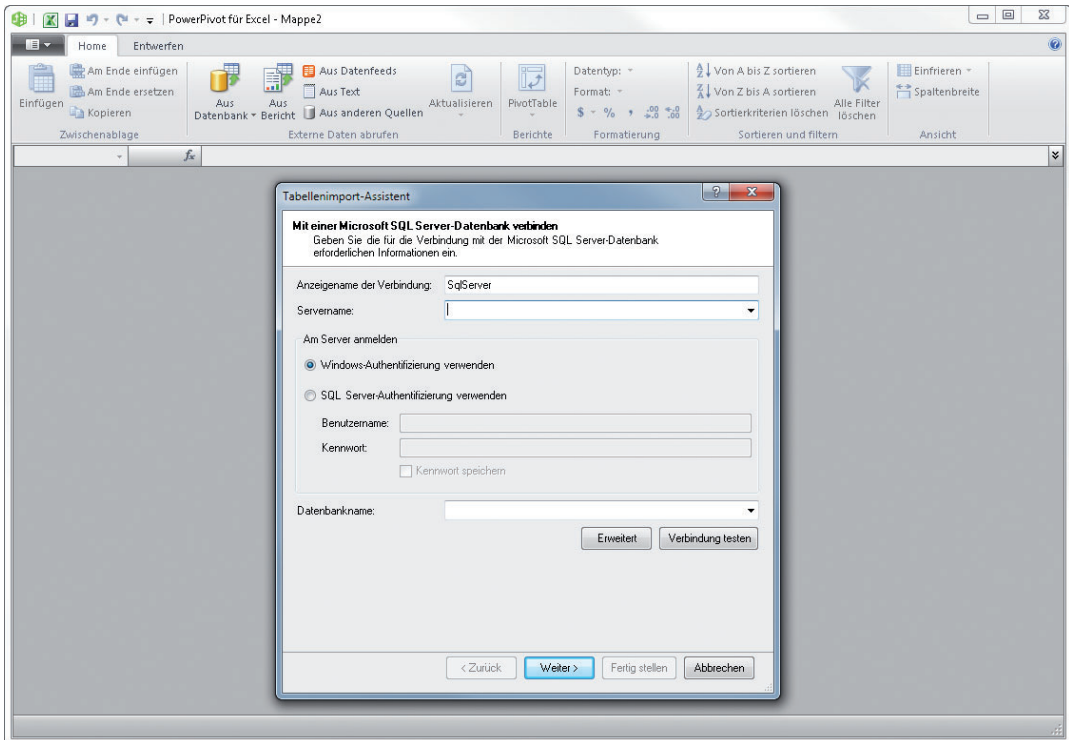 PowerPivot für Excel - Mappe2
Home Entwerfen
Einfügen
Am Ende einfügen
Am Ende ersetzen
Kopieren
Zwischenablage
Aus Datenbank
Aus Bericht
Aus Datenfeeds
Aus Text
Aus anderen Quellen
Externe Daten abrufen
Aktualisieren
PivotTable
Berichte
Datentyp:
Format:
$ % , ,00 ,0 ,0 ,00
Formatierung
Von A bis Z sortieren
Von Z bis A sortieren
Sortierkriterien löschen
Alle Filter löschen
Sortieren und filtern
Einfrieren
Spaltenbreite
Ansicht
fx
Tabellenimport-Assistent
Mit einer Microsoft SQL Server-Datenbank verbinden
Geben Sie die für die Verbindung mit der Microsoft SQL Server-Datenbank
erforderlichen Informationen ein.
Anzeigename der Verbindung: SqlServer
Servername:
Am Server anmelden
Windows-Authentifizierung verwenden
SQL Server-Authentifizierung verwenden
Benutzername:
Kennwort:
Kennwort speichern
Datenbankname:
Erweitert Verbindung testen
< Zurück Weiter > Fertig stellen Abbrechen